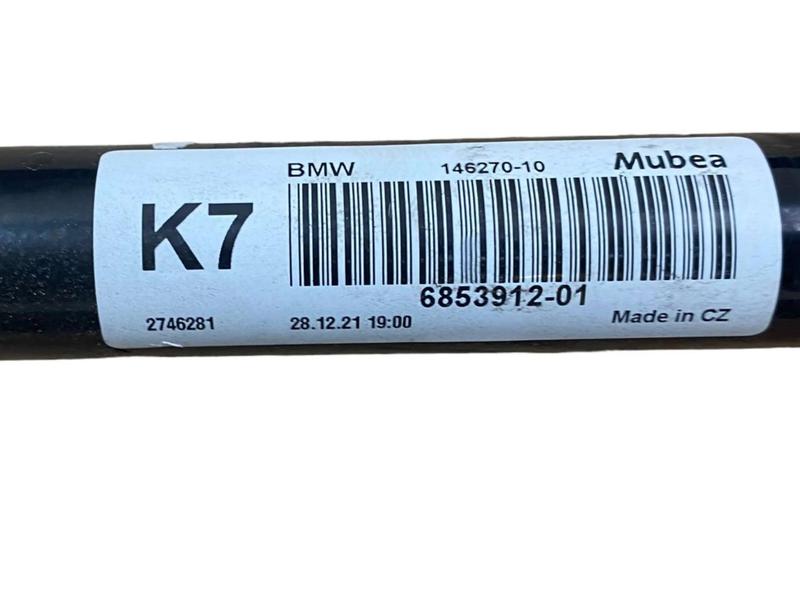 BMW 146270-10 Mubea
K7
6853912-01
2746281 28.12.21 19:00 Made in CZ